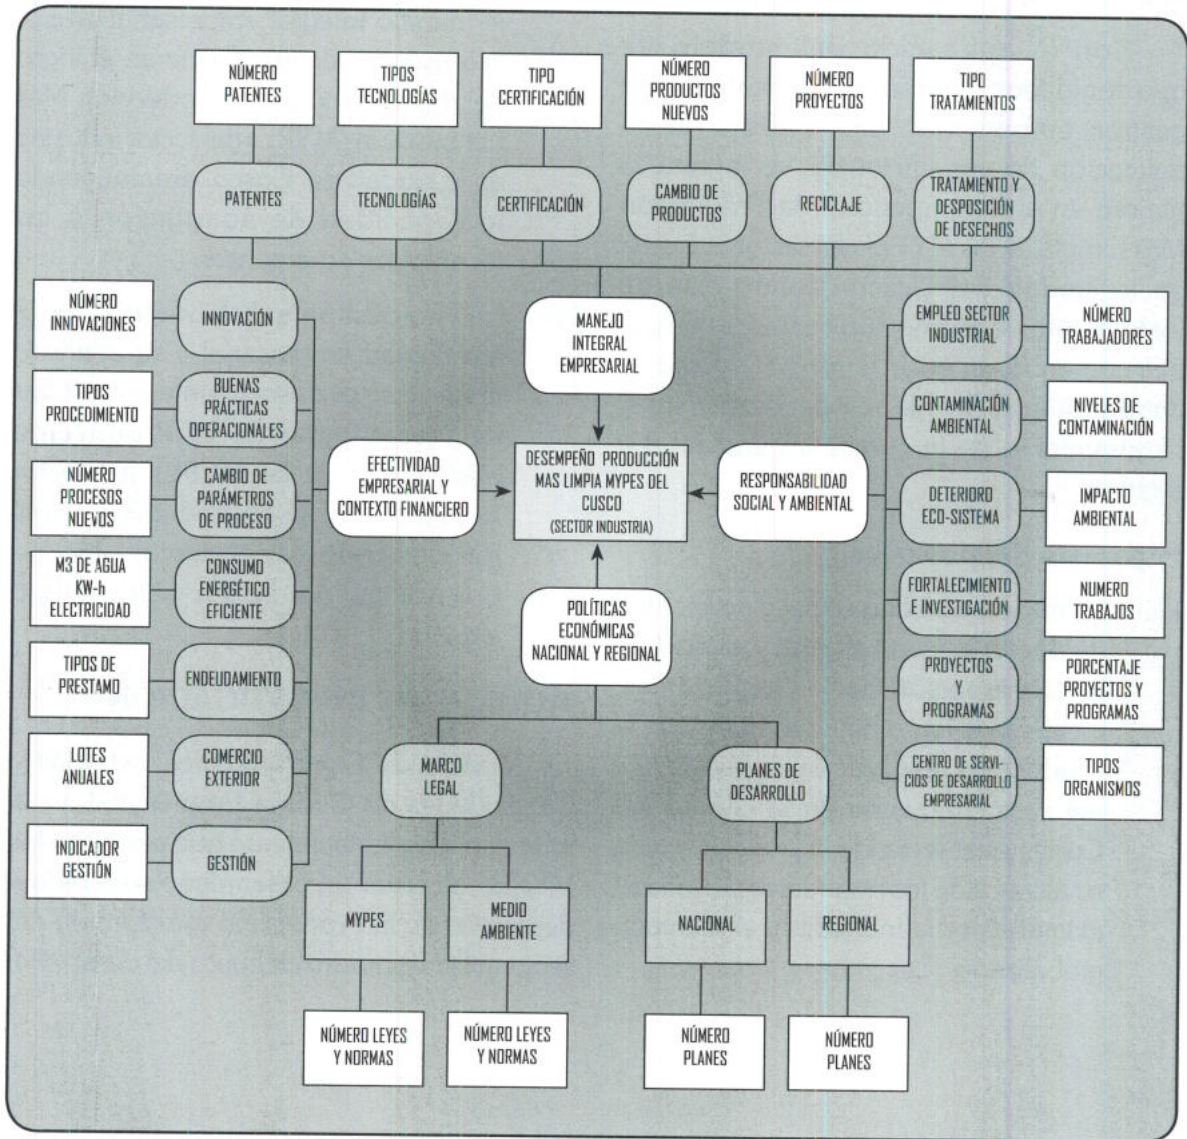 NÚMERO
PATENTES
TIPOS
TECNOLOGÍAS
TIPO
CERTIFICACIÓN
NÚMERO
PRODUCTOS
NUEVOS
NÚMERO
PROYECTOS
TIPO
TRATAMIENTOS
PATENTES
TECNOLOGÍAS
CERTIFICACIÓN
CAMBIO DE
PRODUCTOS
RECICLAJE
TRATAMIENTO Y
DESPOSICIÓN
DE DESECHOS
MANEJO
INTEGRAL
EMPRESARIAL
NÚMERO
INNOVACIONES
INNOVACIÓN
TIPOS
PROCEDIMIENTO
BUENAS
PRÁCTICAS
OPERACIONALES
NÚMERO
PROCESOS
NUEVOS
CAMBIO DE
PARÁMETROS
DE PROCESO
M3 DE AGUA
KW-h
ELECTRICIDAD
CONSUMO
ENERGÉTICO
EFICIENTE
TIPOS DE
PRESTAMO
ENDEUDAMIENTO
LOTES
ANUALES
COMERCIO
EXTERIOR
INDICADOR
GESTIÓN
GESTIÓN
EFECTIVIDAD
EMPRESARIAL Y
CONTEXTO FINANCIERO
DESEMPEÑO PRODUCCIÓN
MAS LIMPIA MYPES DEL
CUSCO
(SECTOR INDUSTRIA)
RESPONSABILIDAD
SOCIAL Y AMBIENTAL
EMPLEO SECTOR
INDUSTRIAL
NÚMERO
TRABAJADORES
CONTAMINACIÓN
AMBIENTAL
NIVELES DE
CONTAMINACIÓN
DETERIORO
ECO-SISTEMA
IMPACTO
AMBIENTAL
FORTALECIMIENTO
E INVESTIGACIÓN
NUMERO
TRABAJOS
PROYECTOS
Y
PROGRAMAS
PORCENTAJE
PROYECTOS Y
PROGRAMAS
CENTRO DE SERVI-
CIOS DE DESARROLLO
EMPRESARIAL
TIPOS
ORGANISMOS
POLÍTICAS
ECONÓMICAS
NACIONAL Y REGIONAL
MARCO
LEGAL
PLANES DE
DESARROLLO
MYPES
MEDIO
AMBIENTE
NACIONAL
REGIONAL
NÚMERO LEYES
Y NORMAS
NÚMERO LEYES
Y NORMAS
NÚMERO
PLANES
NÚMERO
PLANES